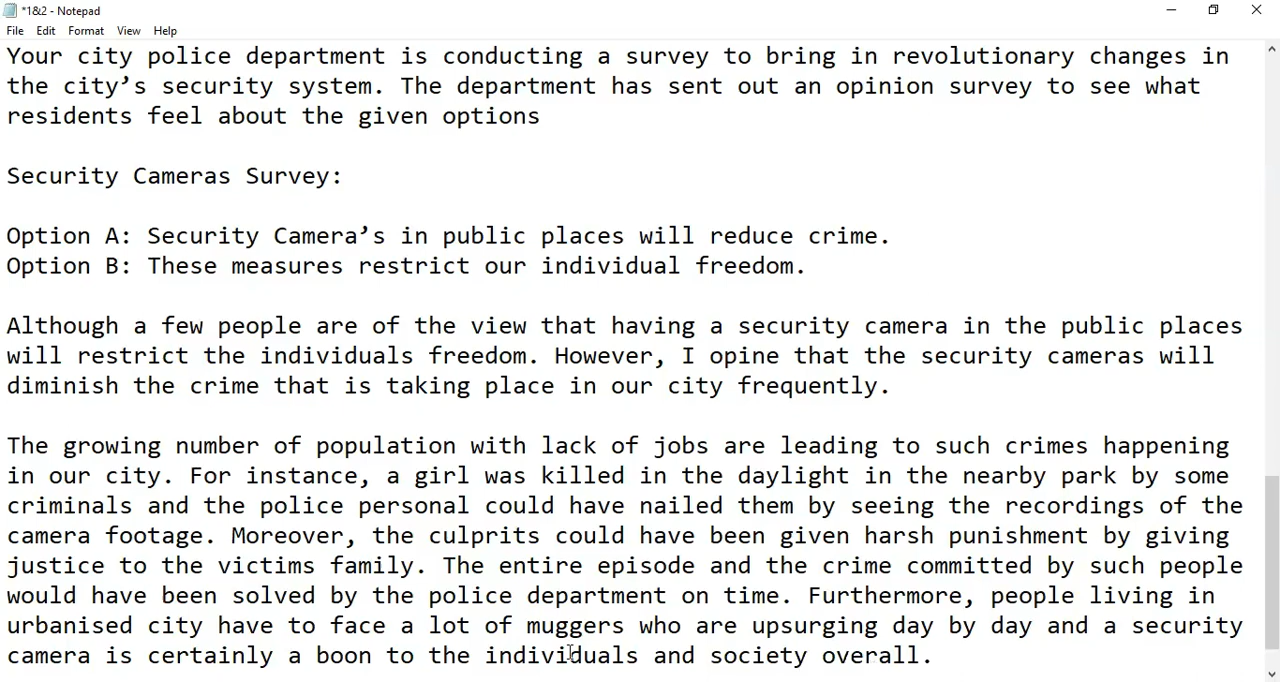 *1&2 - Notepad
File Edit Format View Help
Your city police department is conducting a survey to bring in revolutionary changes in
the city’s security system. The department has sent out an opinion survey to see what
residents feel about the given options
Security Cameras Survey:
Option A: Security Camera’s in public places will reduce crime.
Option B: These measures restrict our individual freedom.
Although a few people are of the view that having a security camera in the public places
will restrict the individuals freedom. However, I opine that the security cameras will
diminish the crime that is taking place in our city frequently.
The growing number of population with lack of jobs are leading to such crimes happening
in our city. For instance, a girl was killed in the daylight in the nearby park by some
criminals and the police personal could have nailed them by seeing the recordings of the
camera footage. Moreover, the culprits could have been given harsh punishment by giving
justice to the victims family. The entire episode and the crime committed by such people
would have been solved by the police department on time. Furthermore, people living in
urbanised city have to face a lot of muggers who are upsurging day by day and a security
camera is certainly a boon to the individuals and society overall.